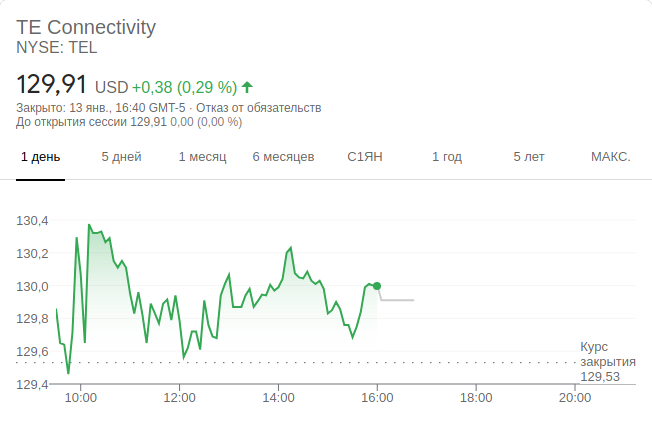 TE Connectivity
NYSE: TEL
129,91 USD +0,38 (0,29 %)
Закрыто: 13 янв., 16:40 GMT-5 · Отказ от обязательств
До открытия сессии 129,91 0,00 (0,00 %)
1 день 5 дней 1 месяц 6 месяцев С1ЯН 1 год 5 лет МАКС.
130,4
130,2
130,0
129,8
129,6
129,4
Курс
закрытия
129,53
10:00 12:00 14:00 16:00 18:00 20:00